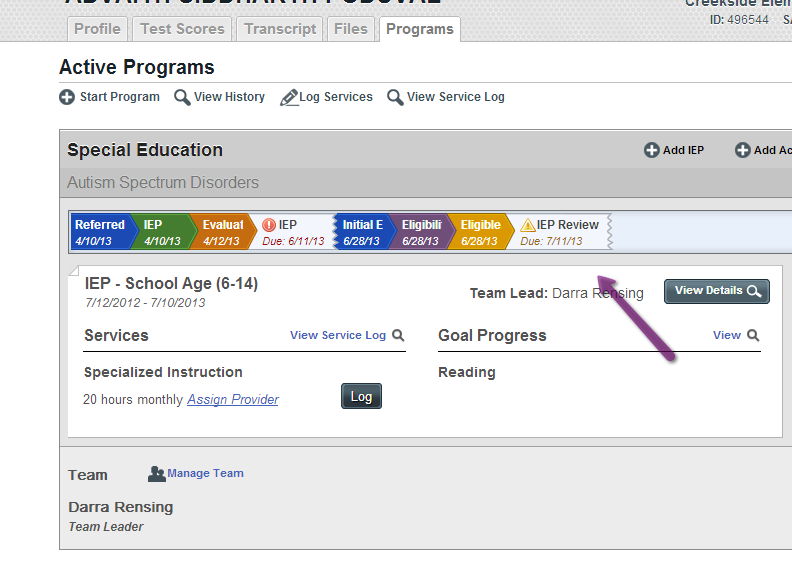 Creekside Elem
ID: 496544
Profile Test Scores Transcript Files Programs
Active Programs
Start Program View History Log Services View Service Log
Special Education
Add IEP Add Ac
Autism Spectrum Disorders
Referred IEP Evaluat IEP Initial E Eligibili Eligible IEP Review
4/10/13 4/10/13 4/12/13 Due: 6/11/13 6/28/13 6/28/13 6/28/13 Due: 7/11/13
IEP - School Age (6-14)
7/12/2012 - 7/10/2013
Team Lead: Darra Rensing View Details
Services View Service Log
Goal Progress View
Specialized Instruction
Reading
20 hours monthly Assign Provider Log
Team Manage Team
Darra Rensing
Team Leader